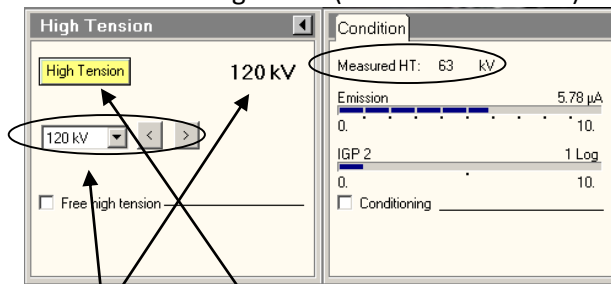 High Tension
High Tension
120 kV
120 kV
<
>
Free high tension
Condition
Measured HT: 63 kV
Emission 5.78 µA
0. 10.
IGP 2 1 Log
0. 10.
Conditioning